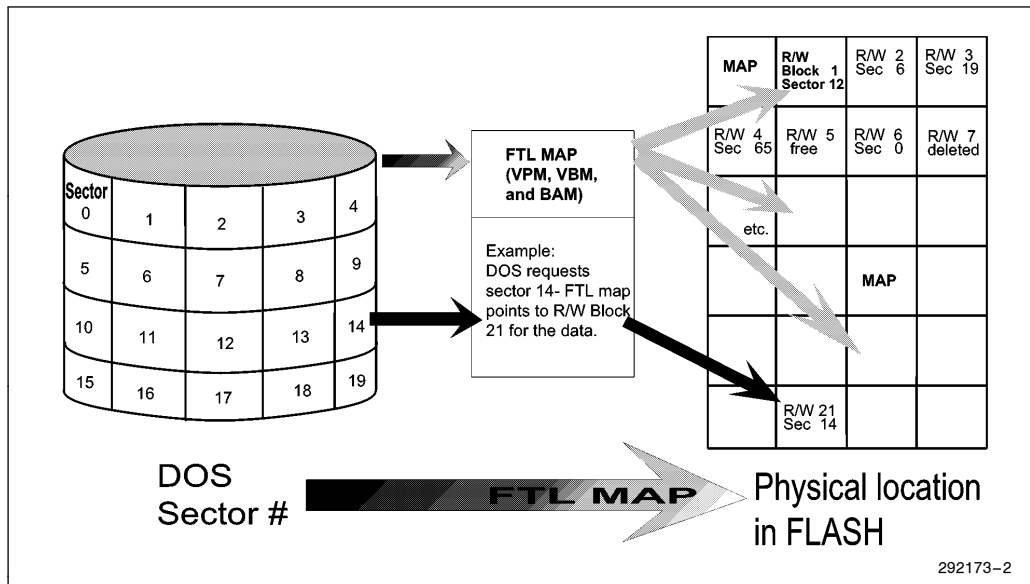 Sector
0 1 2 3 4
5 6 7 8 9
10 11 12 13 14
15 16 17 18 19
FTL MAP
(VPM, VBM,
and BAM)
Example:
DOS requests
sector 14- FTL map
points to R/W Block
21 for the data.
MAP
R/W
Block 1
Sector 12
R/W 2
Sec 6
R/W 3
Sec 19
R/W 4
Sec 65
R/W 5
free
R/W 6
Sec 0
R/W 7
deleted
etc.
MAP
R/W 21
Sec 14
DOS
Sector #
FTL MAP
Physical location
in FLASH
292173-2